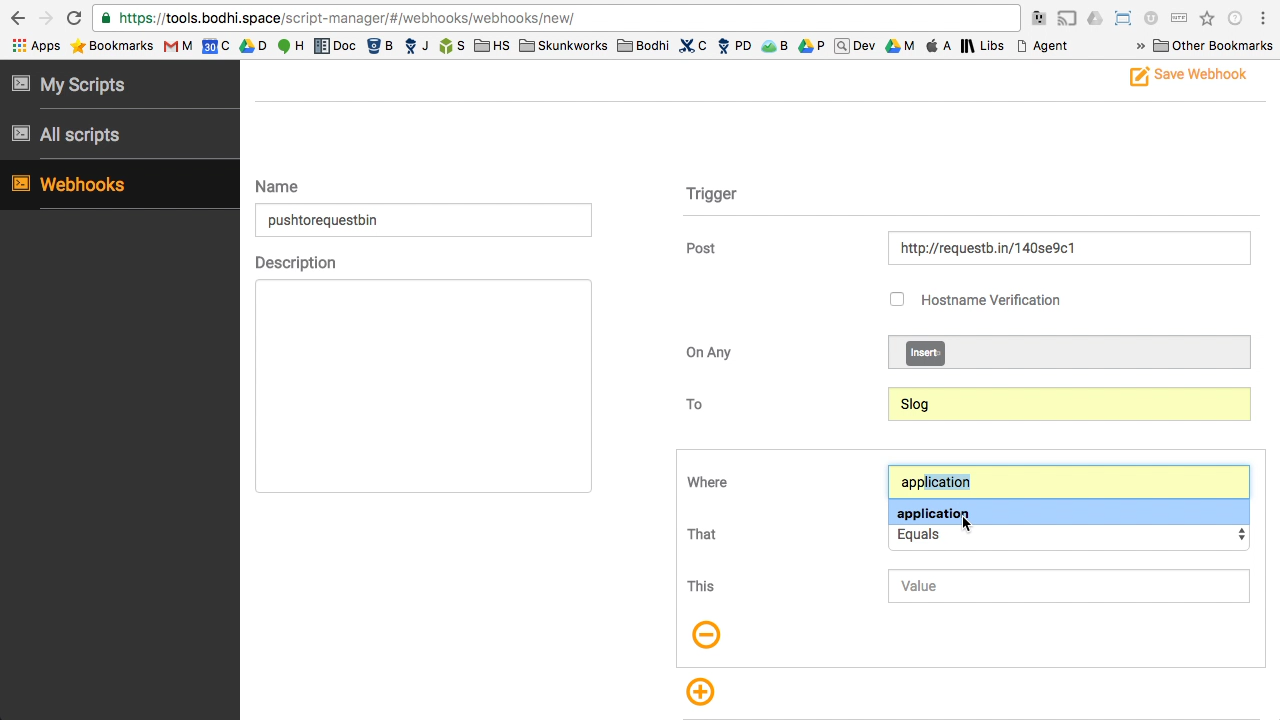 https://tools.bodhi.space/script-manager/#/webhooks/webhooks/new/
Apps Bookmarks M 30 C D H Doc B J S HS Skunkworks Bodhi C PD B P Dev M A Libs Agent » Other Bookmarks
My Scripts
All scripts
Webhooks
Save Webhook
Name
pushtorequestbin
Description
Trigger
Post http://requestb.in/140se9c1
Hostname Verification
On Any Insert
To Slog
Where application
application
That Equals
This Value